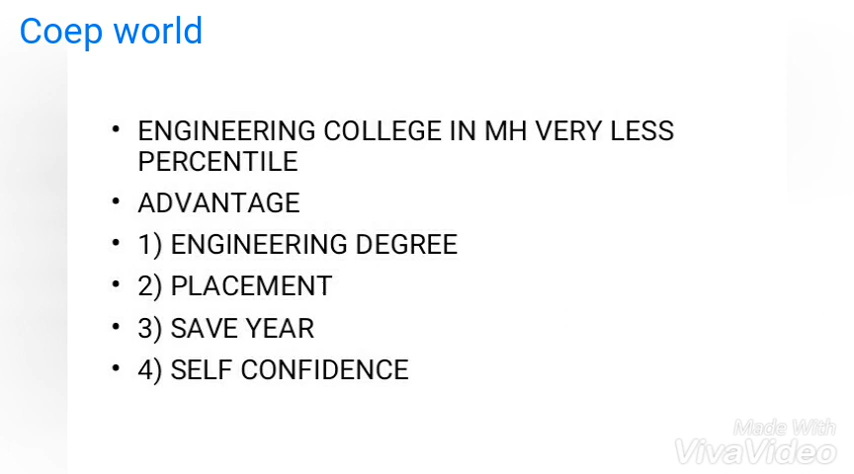 Coep world
• ENGINEERING COLLEGE IN MH VERY LESS
PERCENTILE
• ADVANTAGE
• 1) ENGINEERING DEGREE
• 2) PLACEMENT
• 3) SAVE YEAR
• 4) SELF CONFIDENCE
Made With
VivaVideo